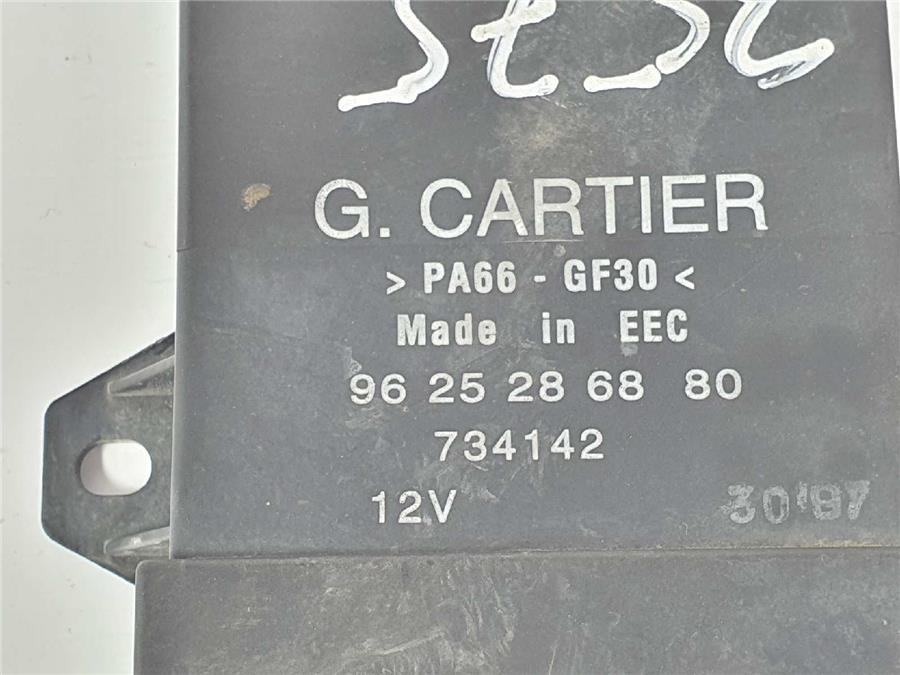 G. CARTIER
> PA66 - GF30 <
Made in EEC
96 25 28 68 80
734142
12V 30'97